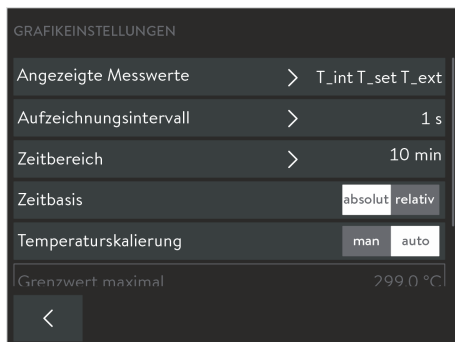 GRAFIKEINSTELLUNGEN
Angezeigte Messwerte > T_int T_set T_ext
Aufzeichnungsintervall > 1 s
Zeitbereich > 10 min
Zeitbasis absolut relativ
Temperaturskalierung man auto
Grenzwert maximal 299.0 °C